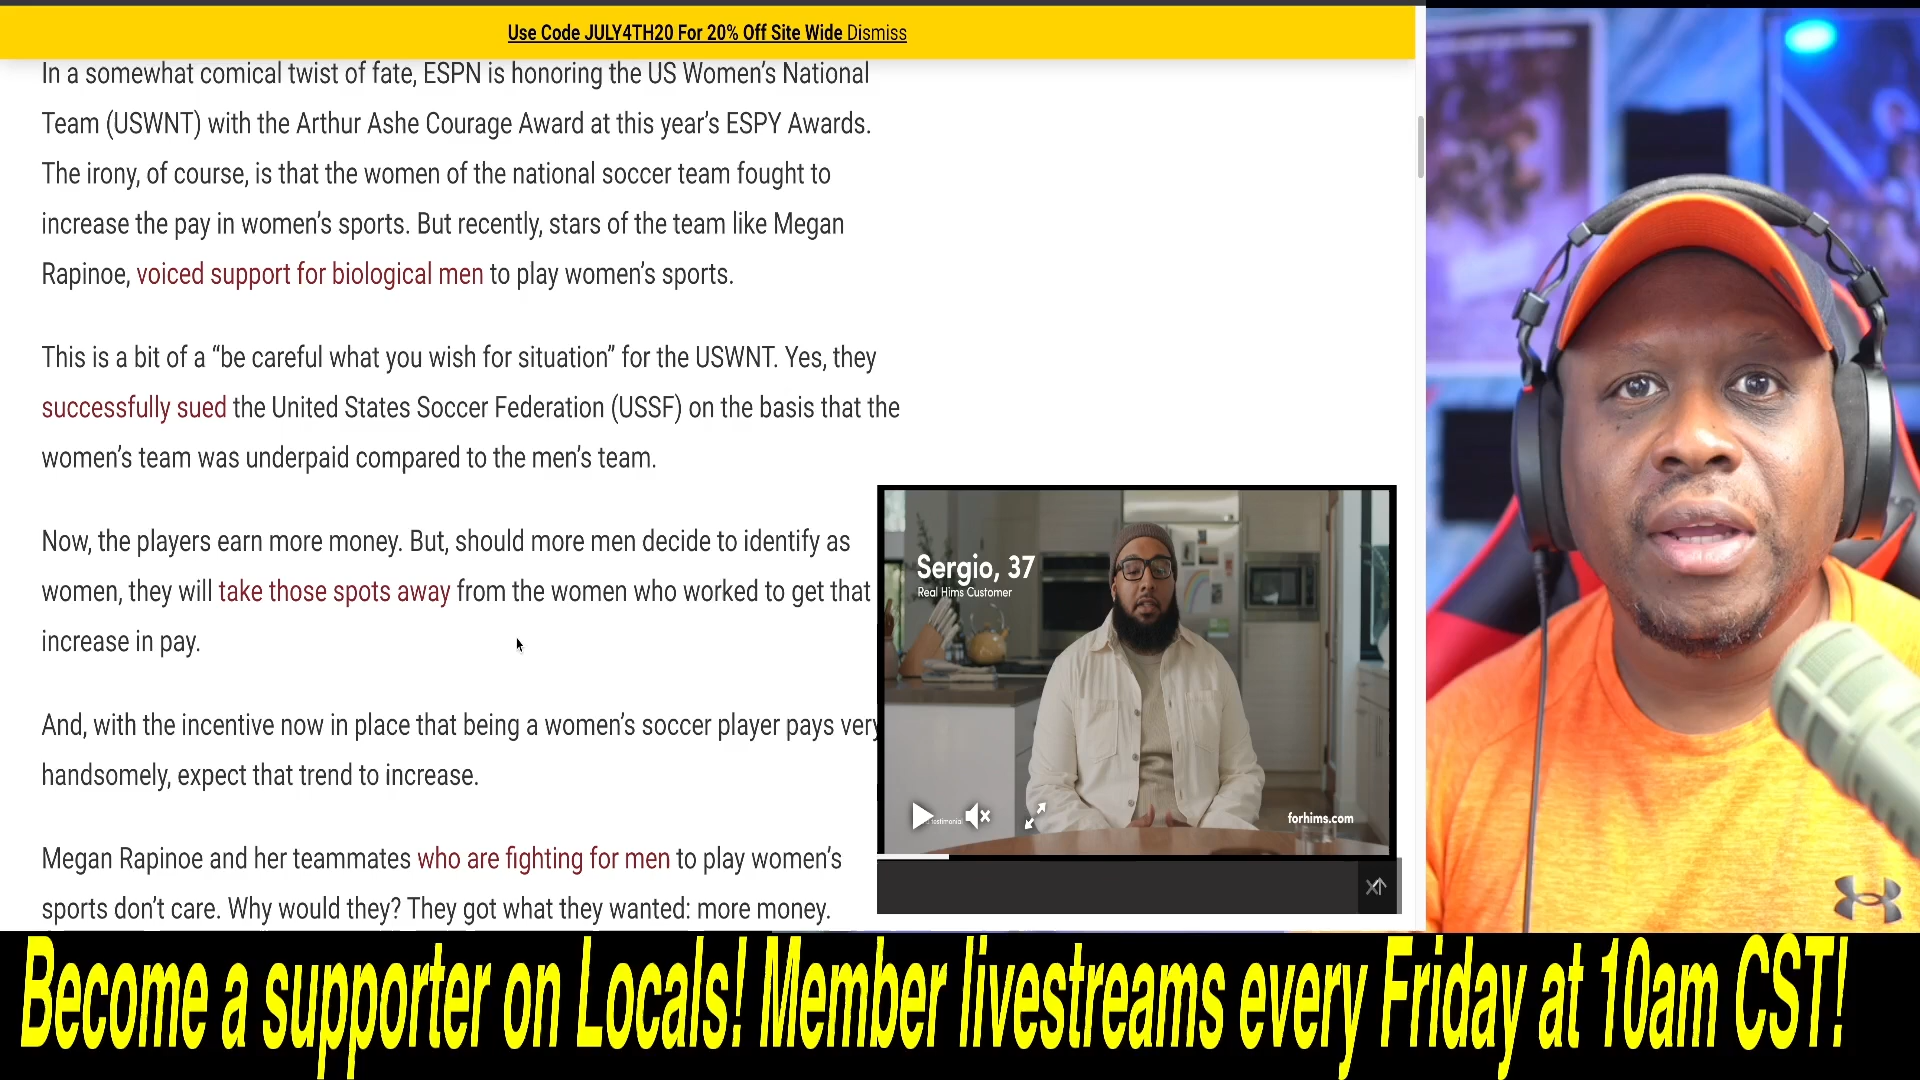 Use Code JULY4TH20 For 20% Off Site Wide Dismiss
In a somewhat comical twist of fate, ESPN is honoring the US Women’s National
Team (USWNT) with the Arthur Ashe Courage Award at this year’s ESPY Awards.
The irony, of course, is that the women of the national soccer team fought to
increase the pay in women’s sports. But recently, stars of the team like Megan
Rapinoe, voiced support for biological men to play women’s sports.
This is a bit of a “be careful what you wish for situation” for the USWNT. Yes, they
successfully sued the United States Soccer Federation (USSF) on the basis that the
women’s team was underpaid compared to the men’s team.
Now, the players earn more money. But, should more men decide to identify as
women, they will take those spots away from the women who worked to get that
increase in pay.
And, with the incentive now in place that being a women’s soccer player pays very
handsomely, expect that trend to increase.
Megan Rapinoe and her teammates who are fighting for men to play women’s
sports don’t care. Why would they? They got what they wanted: more money.
Sergio, 37
Real Hims Customer
testimonial
forhims.com
Become a supporter on Locals! Member livestreams every Friday at 10am CST!